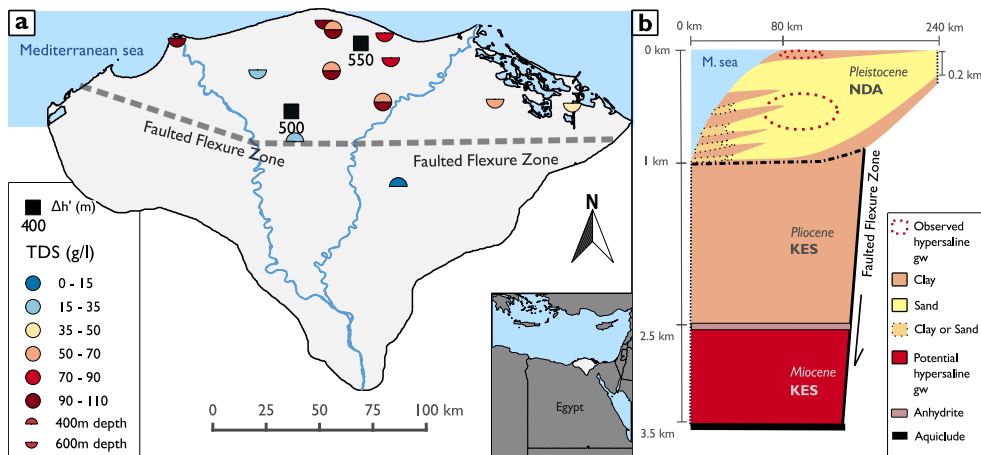 a
Mediterranean sea
550
500
Faulted Flexure Zone
Faulted Flexure Zone
N
Δh' (m)
400
TDS (g/l)
0 - 15
15 - 35
35 - 50
50 - 70
70 - 90
90 - 110
400m depth
600m depth
0 25 50 75 100 km
Egypt
b
0 km 80 km 240 km
0 km
M. sea
Pleistocene
NDA
0.2 km
1 km
Pliocene
KES
Faulted Flexure Zone
2.5 km
Miocene
KES
3.5 km
Observed
hypersaline
gw
Clay
Sand
Clay or Sand
Potential
hypersaline
gw
Anhydrite
Aquiclude